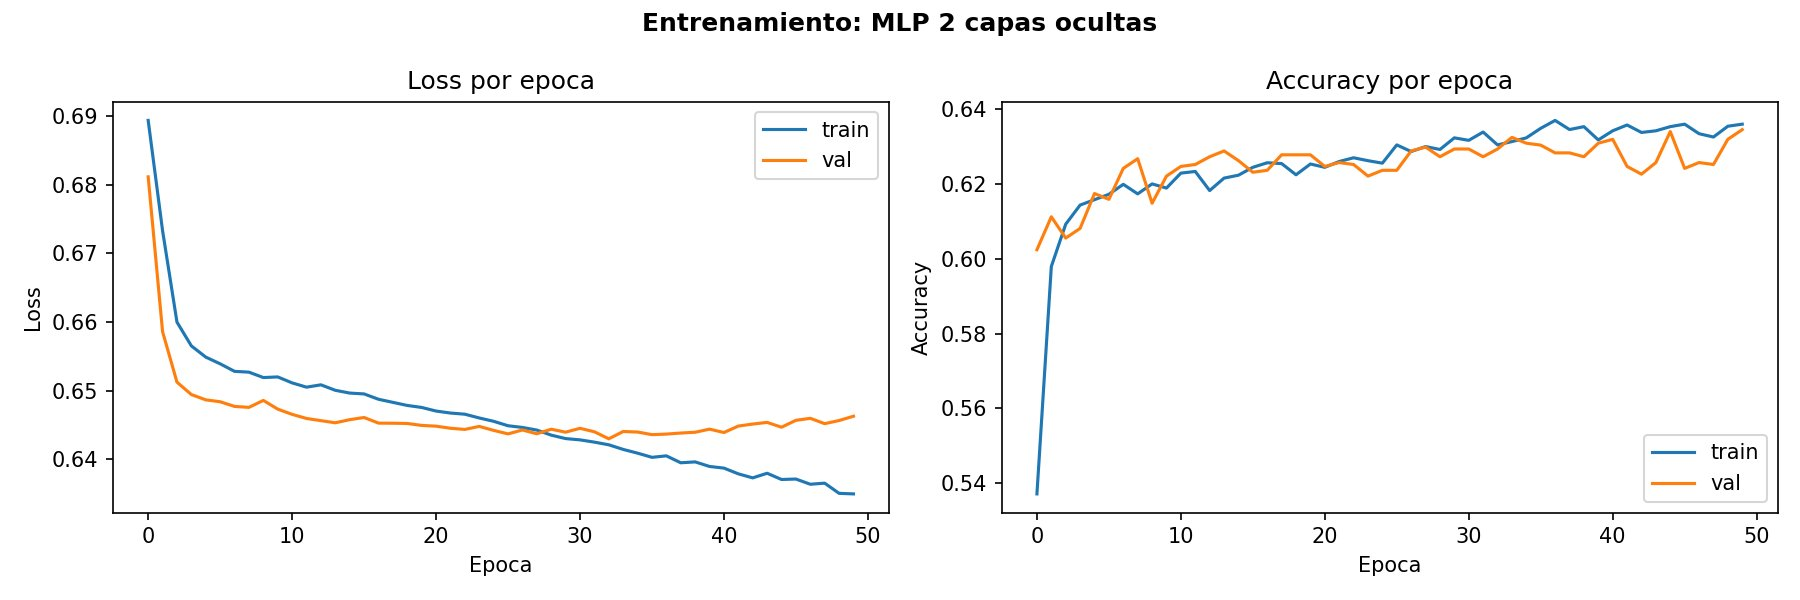 Entrenamiento: MLP 2 capas ocultas
Loss por epoca
0.69
0.68
0.67
0.66
0.65
0.64
Loss
0
10
20
30
40
50
Epoca
train
val
Accuracy por epoca
0.64
0.62
0.60
0.58
0.56
0.54
Accuracy
0
10
20
30
40
50
Epoca
train
val